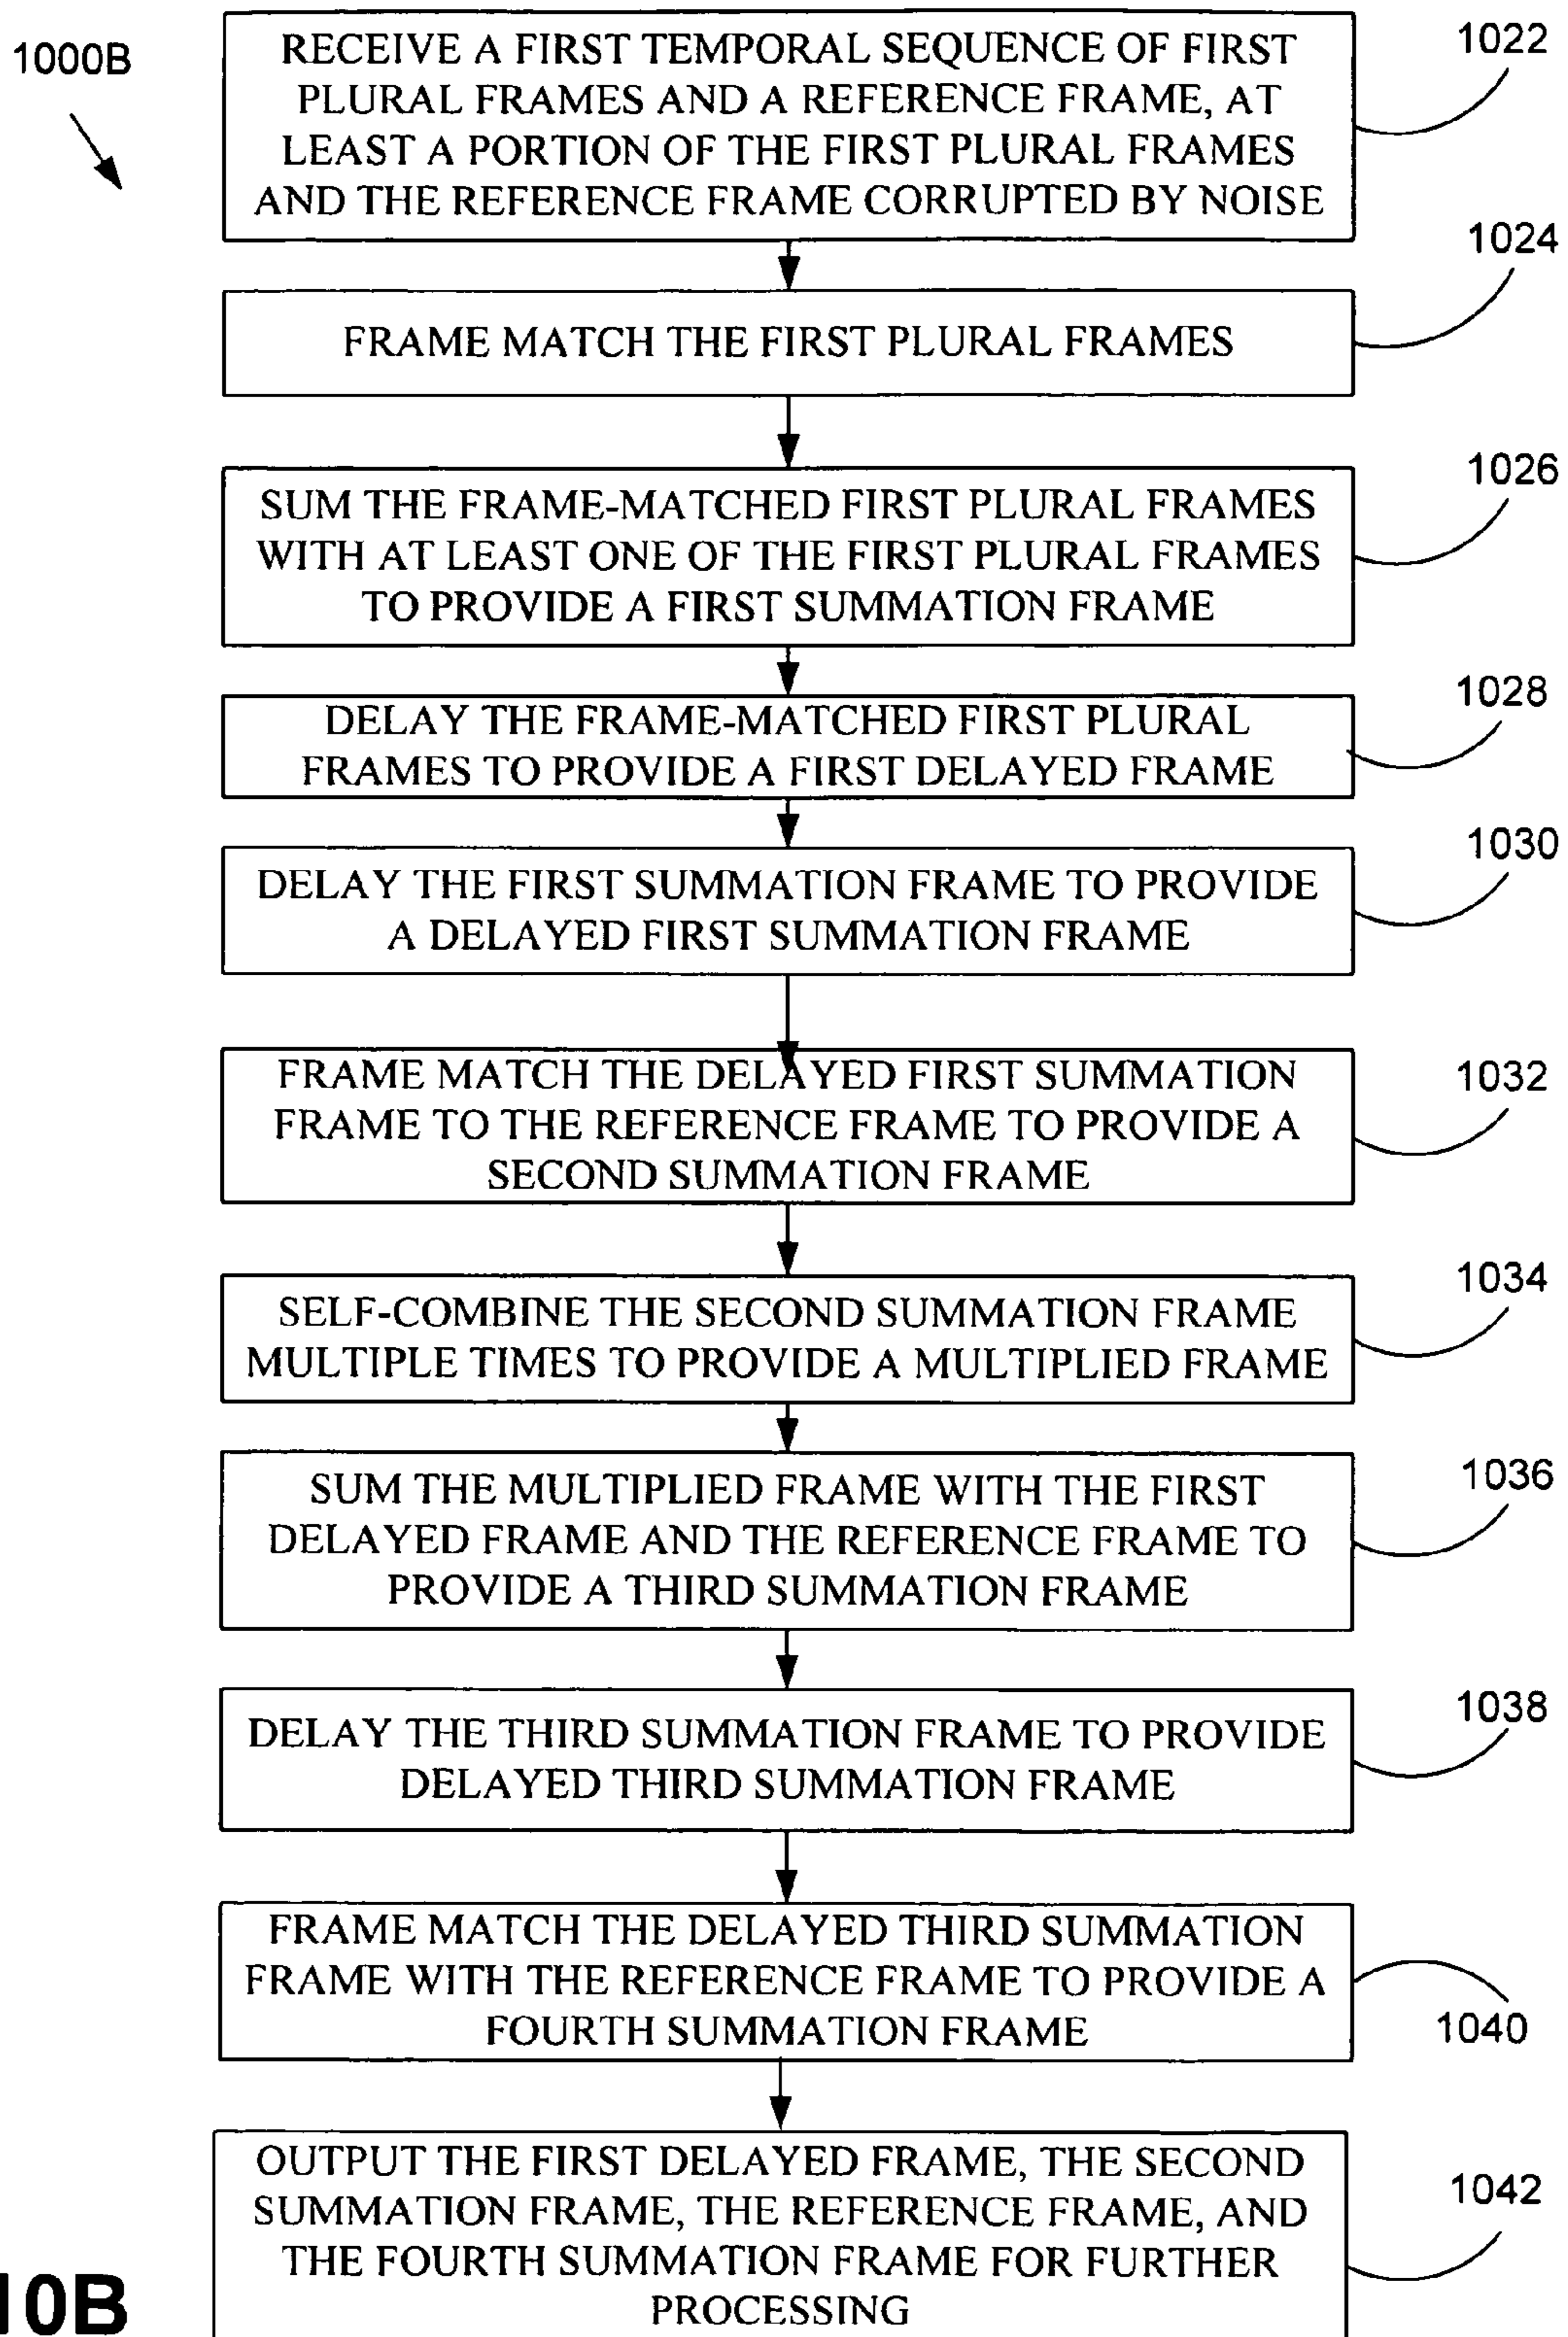 1000B
RECEIVE A FIRST TEMPORAL SEQUENCE OF FIRST
PLURAL FRAMES AND A REFERENCE FRAME, AT
LEAST A PORTION OF THE FIRST PLURAL FRAMES
AND THE REFERENCE FRAME CORRUPTED BY NOISE
1022
FRAME MATCH THE FIRST PLURAL FRAMES
1024
SUM THE FRAME-MATCHED FIRST PLURAL FRAMES
WITH AT LEAST ONE OF THE FIRST PLURAL FRAMES
TO PROVIDE A FIRST SUMMATION FRAME
1026
DELAY THE FRAME-MATCHED FIRST PLURAL
FRAMES TO PROVIDE A FIRST DELAYED FRAME
1028
DELAY THE FIRST SUMMATION FRAME TO PROVIDE
A DELAYED FIRST SUMMATION FRAME
1030
FRAME MATCH THE DELAYED FIRST SUMMATION
FRAME TO THE REFERENCE FRAME TO PROVIDE A
SECOND SUMMATION FRAME
1032
SELF-COMBINE THE SECOND SUMMATION FRAME
MULTIPLE TIMES TO PROVIDE A MULTIPLIED FRAME
1034
SUM THE MULTIPLIED FRAME WITH THE FIRST
DELAYED FRAME AND THE REFERENCE FRAME TO
PROVIDE A THIRD SUMMATION FRAME
1036
DELAY THE THIRD SUMMATION FRAME TO PROVIDE
DELAYED THIRD SUMMATION FRAME
1038
FRAME MATCH THE DELAYED THIRD SUMMATION
FRAME WITH THE REFERENCE FRAME TO PROVIDE A
FOURTH SUMMATION FRAME
1040
OUTPUT THE FIRST DELAYED FRAME, THE SECOND
SUMMATION FRAME, THE REFERENCE FRAME, AND
THE FOURTH SUMMATION FRAME FOR FURTHER
PROCESSING
1042
10B